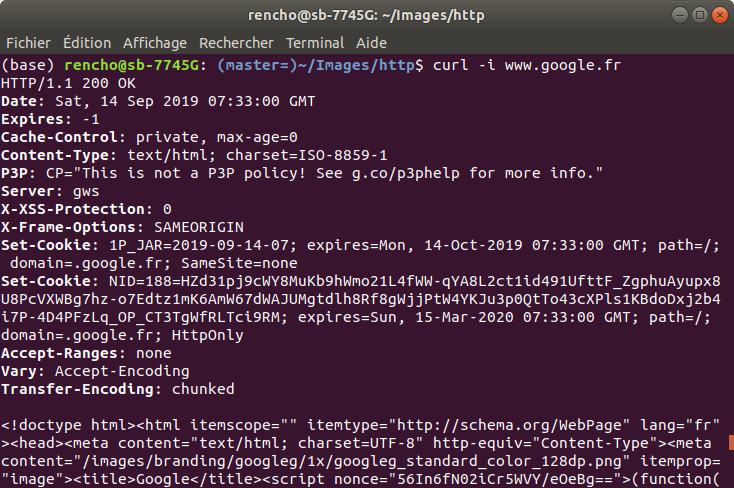 rencho@sb-7745G: ~/Images/http
Fichier Édition Affichage Rechercher Terminal Aide
(base) rencho@sb-7745G: (master=)~/Images/http$ curl -i www.google.fr
HTTP/1.1 200 OK
Date: Sat, 14 Sep 2019 07:33:00 GMT
Expires: -1
Cache-Control: private, max-age=0
Content-Type: text/html; charset=ISO-8859-1
P3P: CP="This is not a P3P policy! See g.co/p3phelp for more info."
Server: gws
X-XSS-Protection: 0
X-Frame-Options: SAMEORIGIN
Set-Cookie: 1P_JAR=2019-09-14-07; expires=Mon, 14-Oct-2019 07:33:00 GMT; path=/;
 domain=.google.fr; SameSite=none
Set-Cookie: NID=188=HZd31pj9cWY8MuKb9hWmo21L4fWW-qYA8L2ct1id491UfttF_ZgphuAyupx8
U8PcVXWBg7hz-o7Edtz1mK6AmW67dWAJUMgtdlh8Rf8gWjjPtW4YKJu3p0QtTo43cXPls1KBdoDxj2b4
i7P-4D4PFzLq_OP_CT3TgWfRLTci9RM; expires=Sun, 15-Mar-2020 07:33:00 GMT; path=/;
domain=.google.fr; HttpOnly
Accept-Ranges: none
Vary: Accept-Encoding
Transfer-Encoding: chunked
<!doctype html><html itemscope="" itemtype="http://schema.org/WebPage" lang="fr"
><head><meta content="text/html; charset=UTF-8" http-equiv="Content-Type"><meta
content="/images/branding/googleg/1x/googleg_standard_color_128dp.png" itemprop=
"image"><title>Google</title><script nonce="56In6fN02iCr5WVY/eOeBg==">(function(